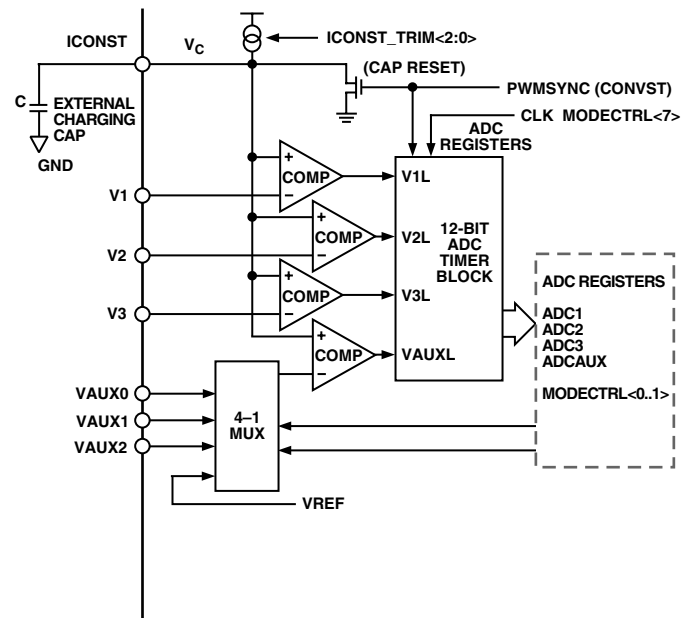 ICONST
VC
ICONST_TRIM<2:0>
(CAP RESET)
PWMSYNC (CONVST)
CLK MODECTRL<7>
C
EXTERNAL
CHARGING
CAP
GND
ADC
REGISTERS
V1
+
COMP
–
V1L
V2
+
COMP
–
V2L
V3
+
COMP
–
V3L
+
COMP
–
VAUXL
12-BIT
ADC
TIMER
BLOCK
ADC REGISTERS
ADC1
ADC2
ADC3
ADCAUX
MODECTRL<0..1>
VAUX0
VAUX1
VAUX2
4–1
MUX
VREF